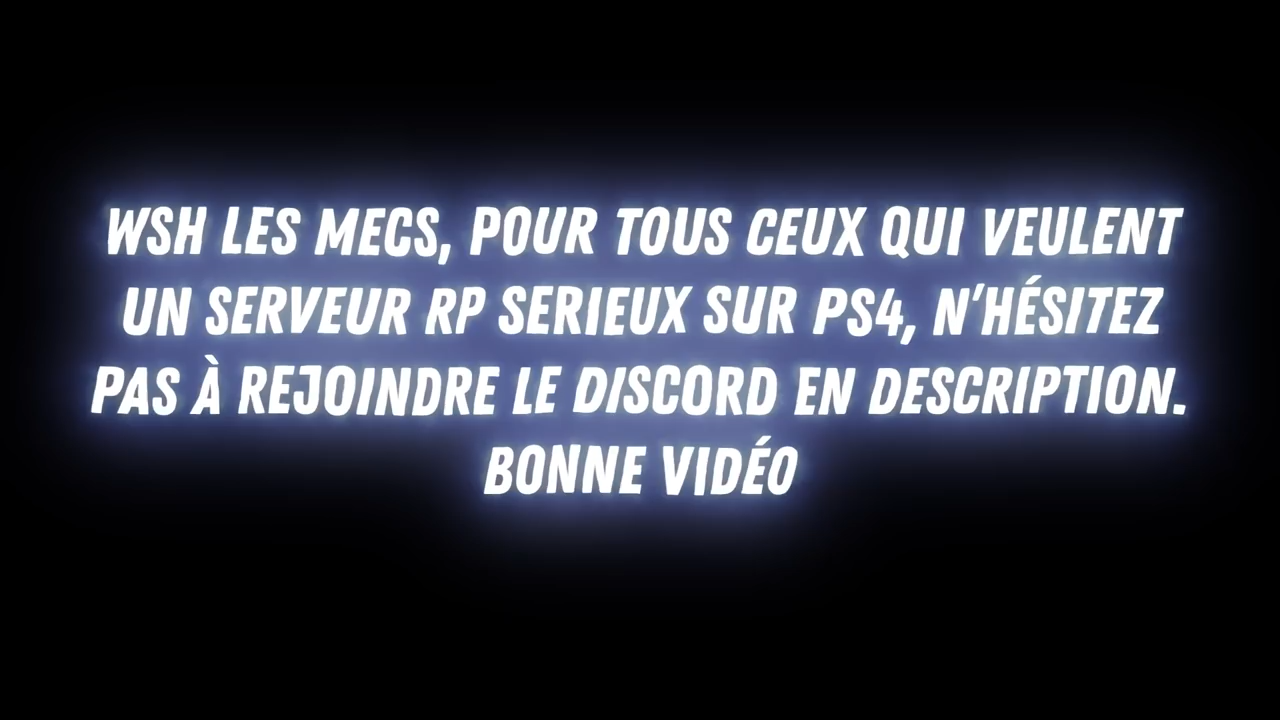 WSH LES MECS, POUR TOUS CEUX QUI VEULENT
UN SERVEUR RP SERIEUX SUR PS4, N'HÉSITEZ
PAS À REJOINDRE LE DISCORD EN DESCRIPTION.
BONNE VIDÉO